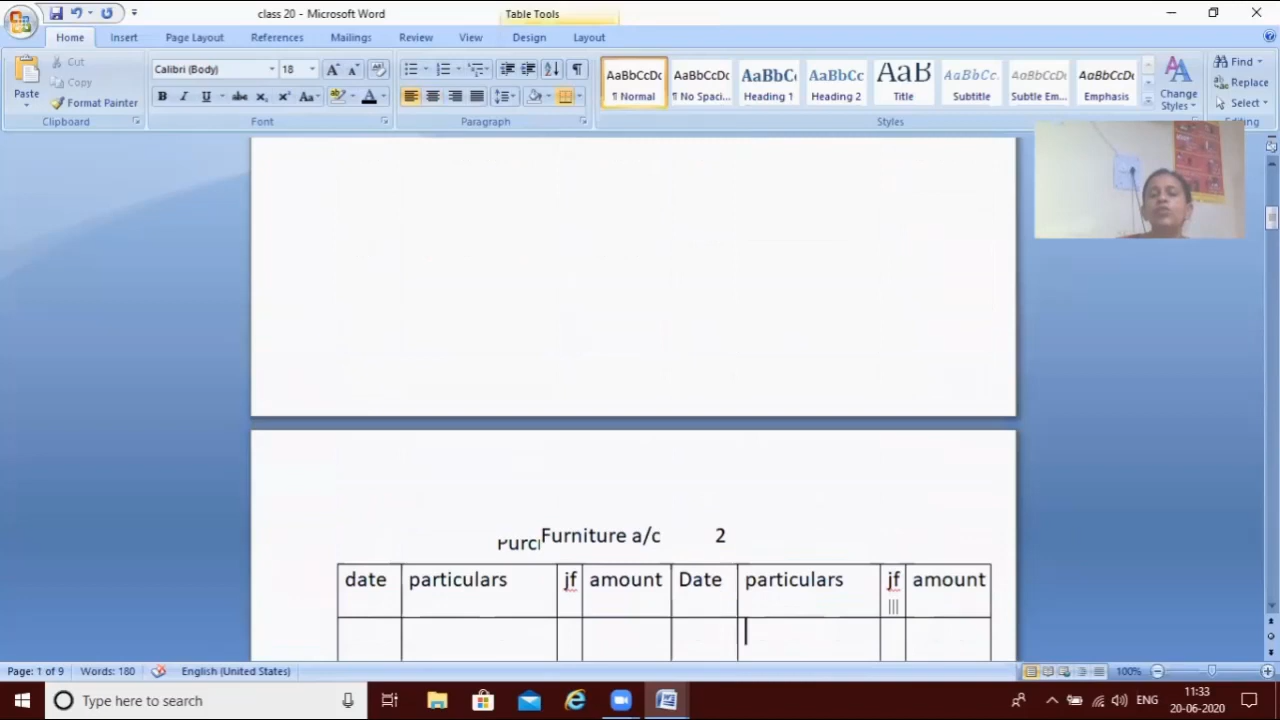 class 20 - Microsoft Word
Table Tools
Home Insert Page Layout References Mailings Review View Design Layout
Cut
Copy
Format Painter
Paste
Clipboard
Calibri (Body) 18
B I U abc x₂ x² Aa
Font
Paragraph
AaBbCcDc AaBbCcDc AaBbC AaBbCc AaB AaBbCc. AaBbCcDc AaBbCcDc
¶ Normal ¶ No Spaci... Heading 1 Heading 2 Title Subtitle Subtle Em... Emphasis
Styles
Change Styles
Find
Replace
Select
Editing
Furniture a/c 2
date particulars jf amount Date particulars jf amount
Page: 1 of 9 Words: 180 English (United States) 100%
Type here to search
ENG
11:33
20-06-2020